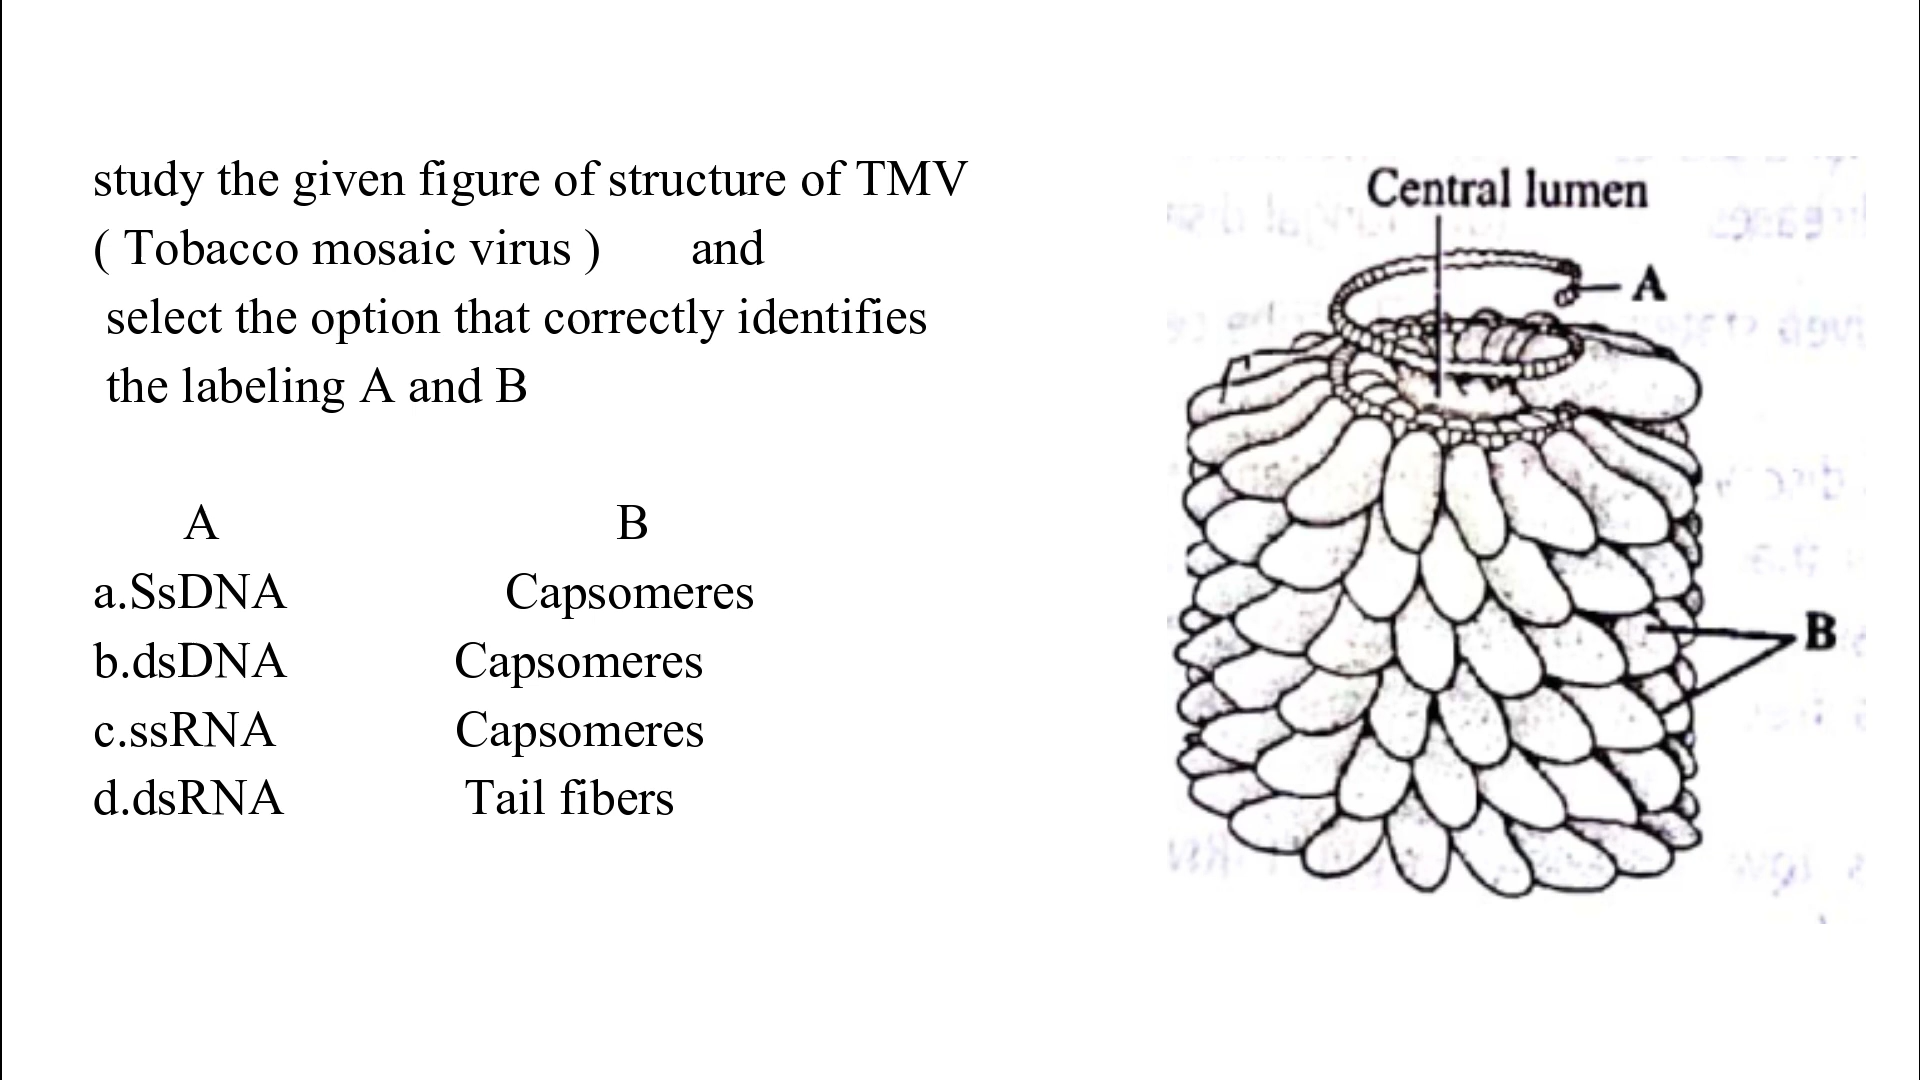 study the given figure of structure of TMV
( Tobacco mosaic virus ) and
select the option that correctly identifies
the labeling A and B
A B
a.SsDNA Capsomeres
b.dsDNA Capsomeres
c.ssRNA Capsomeres
d.dsRNA Tail fibers
Central lumen
A
B